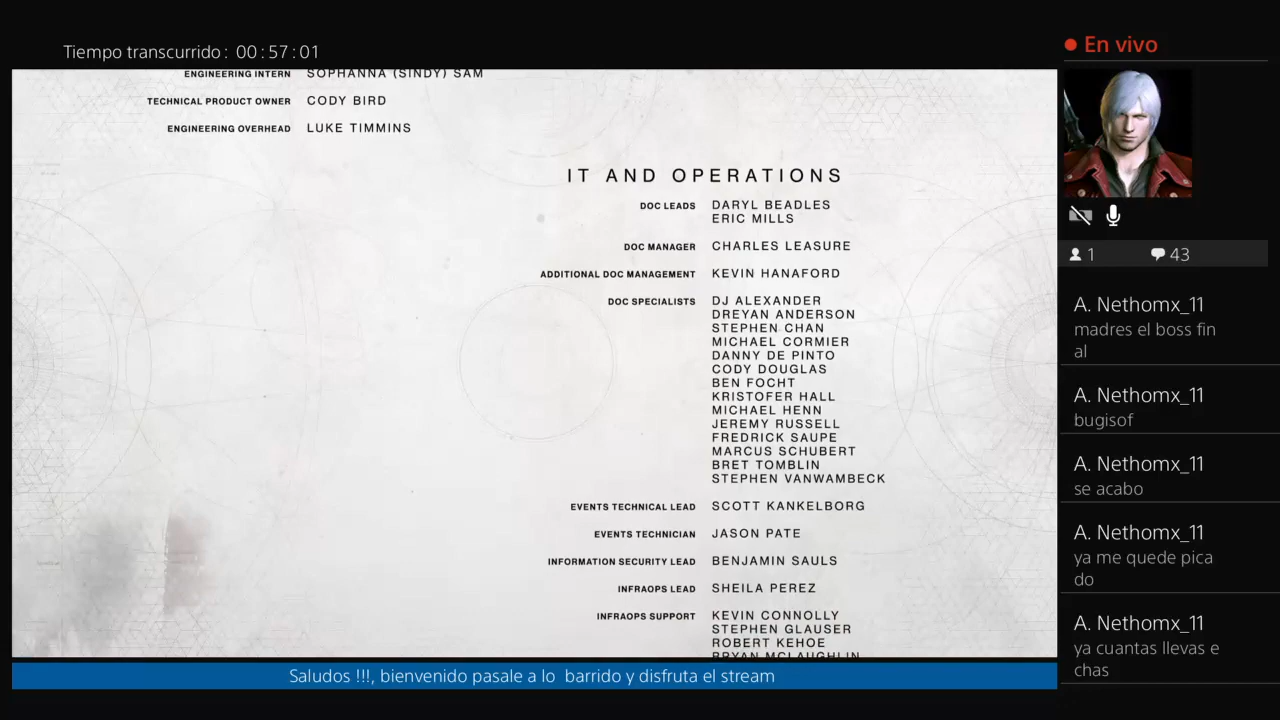 Tiempo transcurrido : 00:57:01
En vivo
ENGINEERING INTERN SOPHANNA (SINDY) SAM
TECHNICAL PRODUCT OWNER CODY BIRD
ENGINEERING OVERHEAD LUKE TIMMINS
IT AND OPERATIONS
DOC LEADS DARYL BEADLES
ERIC MILLS
DOC MANAGER CHARLES LEASURE
ADDITIONAL DOC MANAGEMENT KEVIN HANAFORD
DOC SPECIALISTS DJ ALEXANDER
DREYAN ANDERSON
STEPHEN CHAN
MICHAEL CORMIER
DANNY DE PINTO
CODY DOUGLAS
BEN FOCHT
KRISTOFER HALL
MICHAEL HENN
JEREMY RUSSELL
FREDRICK SAUPE
MARCUS SCHUBERT
BRET TOMBLIN
STEPHEN VANWAMBECK
EVENTS TECHNICAL LEAD SCOTT KANKELBORG
EVENTS TECHNICIAN JASON PATE
INFORMATION SECURITY LEAD BENJAMIN SAULS
INFRAOPS LEAD SHEILA PEREZ
INFRAOPS SUPPORT KEVIN CONNOLLY
STEPHEN GLAUSER
ROBERT KEHOE
BRYAN MCLAUGHLIN
Saludos !!!, bienvenido pasale a lo barrido y disfruta el stream
1 43
A. Nethomx_11
madres el boss fin
al
A. Nethomx_11
bugisof
A. Nethomx_11
se acabo
A. Nethomx_11
ya me quede pica
do
A. Nethomx_11
ya cuantas llevas e
chas